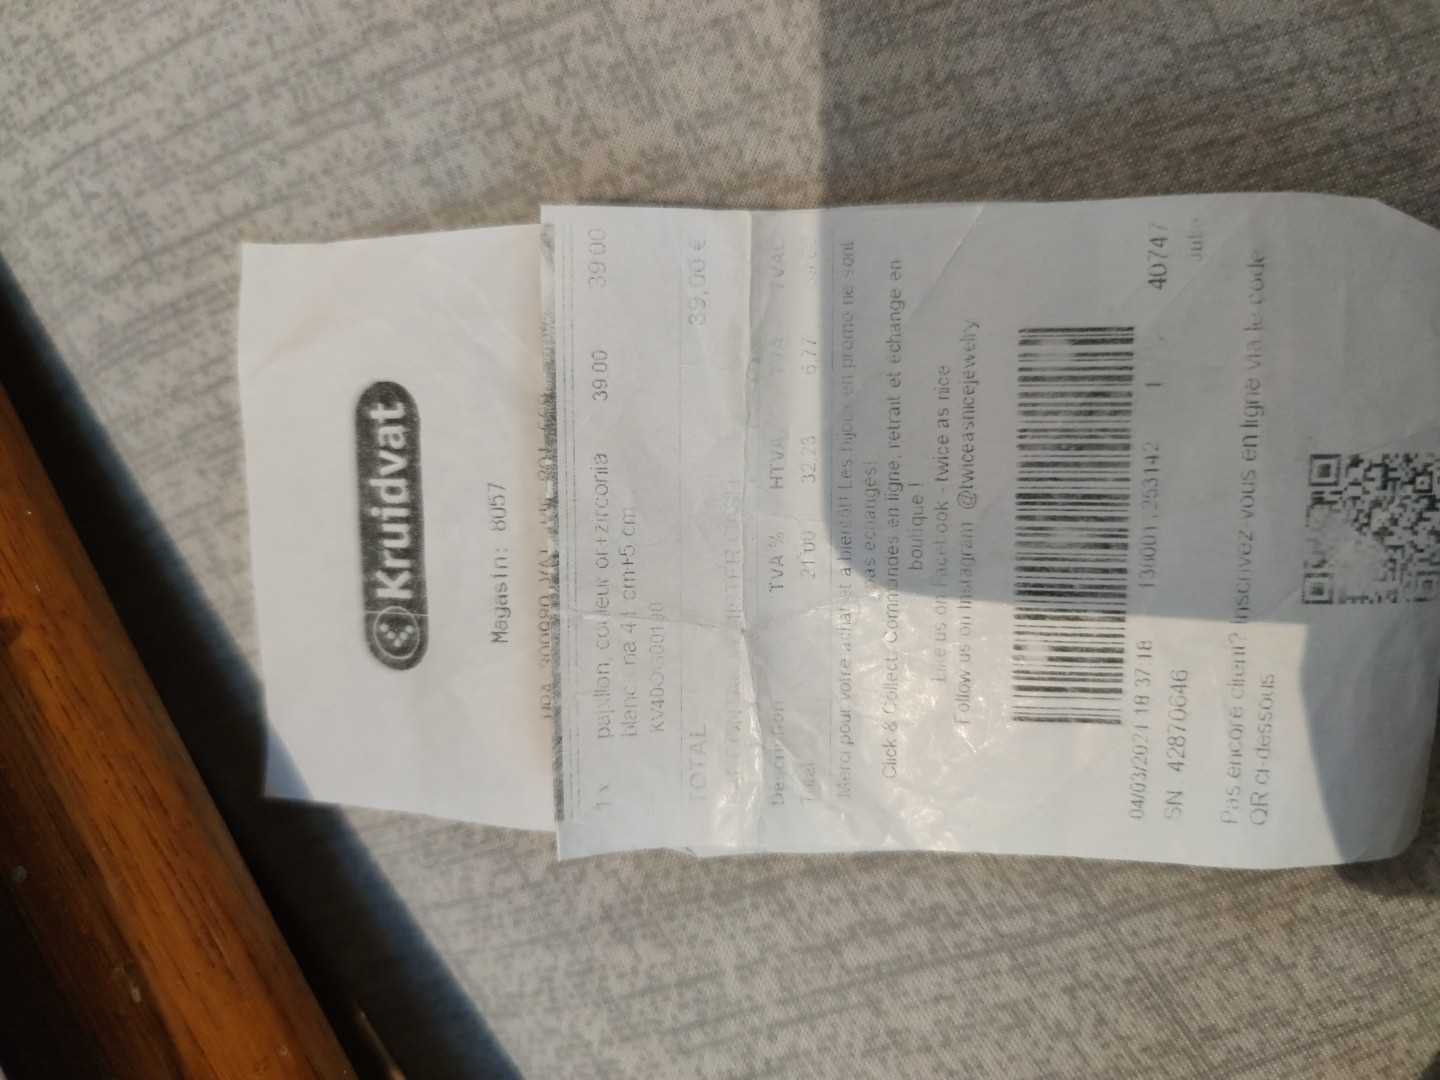 Kruidvat
Magasin: 8057
1 x papillon, couleur or+zirconia 39.00 39.00
blanc na 41 cm+5 cm
TOTAL 39,00 €
Description TVA % HTVA TVA TVAC
Total 21.00 32.23 6.77
Merci pour votre achat et à bientôt! Les bijoux en promo ne sont
pas échangés!
Click & Collect: Commandes en ligne, retrait et échange en
boutique !
Like us on Facebook - twice as nice
Follow us on Instagram @twiceasnicejewelry
04/03/2021 18 37 18 1 40747
SN 42870646
Pas encore client? Inscrivez-vous en ligne via le code
QR ci-dessous